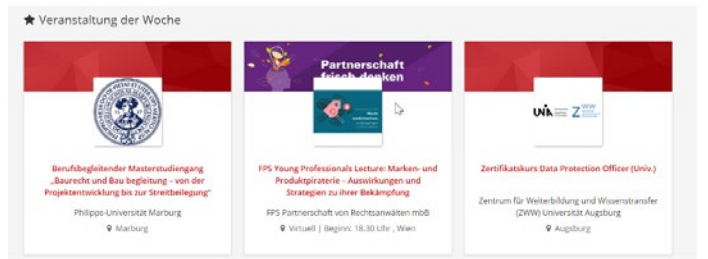 Veranstaltung der Woche
Partnerschaft
frisch denken
UNIA
ZWW
Berufsbegleitender Masterstudiengang
„Baurecht und Bau begleitung – von der
Projektentwicklung bis zur Streitbeilegung"
Philipps-Universität Marburg
Marburg
FPS Young Professionals Lecture: Marken- und
Produktpiraterie – Auswirkungen und
Strategien zu ihrer Bekämpfung
FPS Partnerschaft von Rechtsanwälten mbB
Virtuell | Beginn: 18.30 Uhr , Wien
Zertifikatskurs Data Protection Officer (Univ.)
Zentrum für Weiterbildung und Wissenstransfer
(ZWW) Universität Augsburg
Augsburg